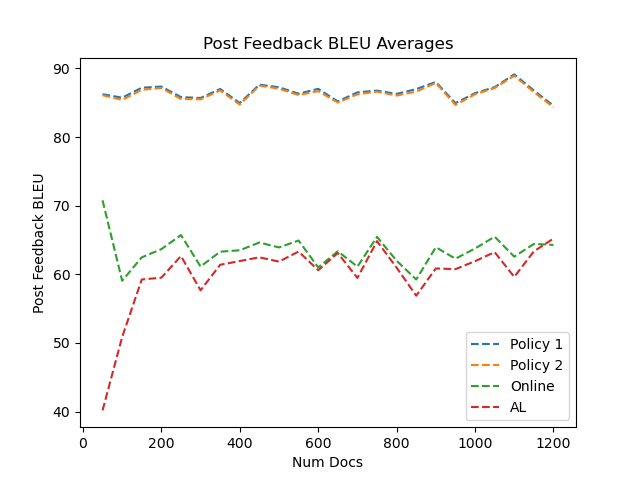 Post Feedback BLEU Averages
Post Feedback BLEU
90
80
70
60
50
40
0
200
400
600
800
1000
1200
Num Docs
Policy 1
Policy 2
Online
AL